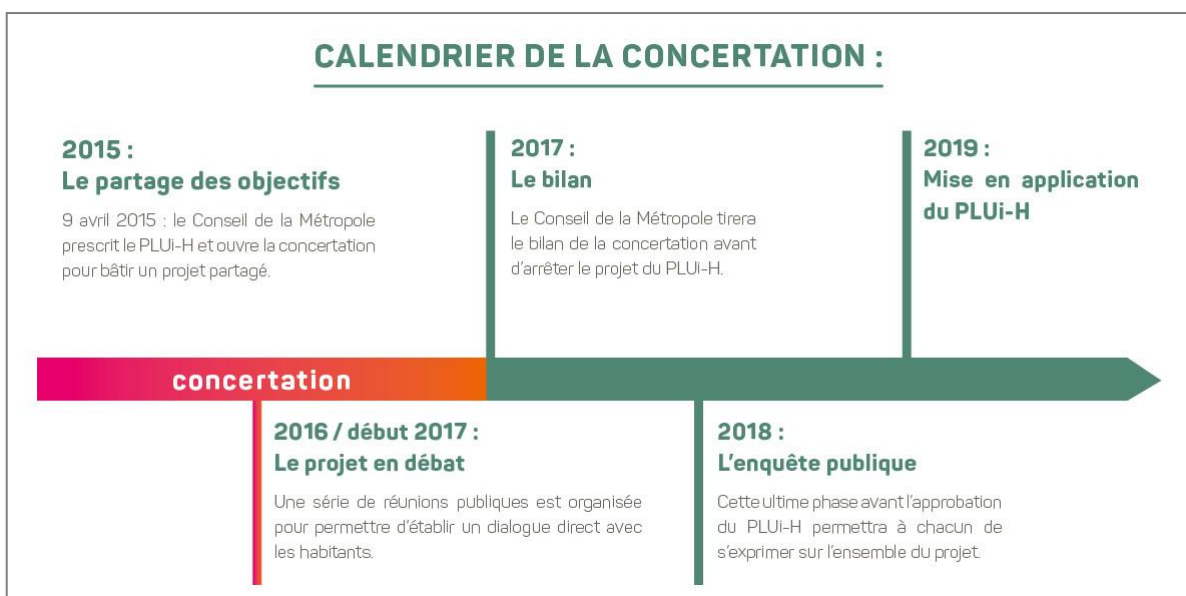 CALENDRIER DE LA CONCERTATION :
2015 :
Le partage des objectifs
9 avril 2015 : le Conseil de la Métropole
prescrit le PLUi-H et ouvre la concertation
pour bâtir un projet partagé.
2017 :
Le bilan
Le Conseil de la Métropole tirera
le bilan de la concertation avant
d'arrêter le projet du PLUi-H.
2019 :
Mise en application
du PLUi-H
concertation
2016 / début 2017 :
Le projet en débat
Une série de réunions publiques est organisée
pour permettre d'établir un dialogue direct avec
les habitants.
2018 :
L'enquête publique
Cette ultime phase avant l'approbation
du PLUi-H permettra à chacun de
s'exprimer sur l'ensemble du projet.